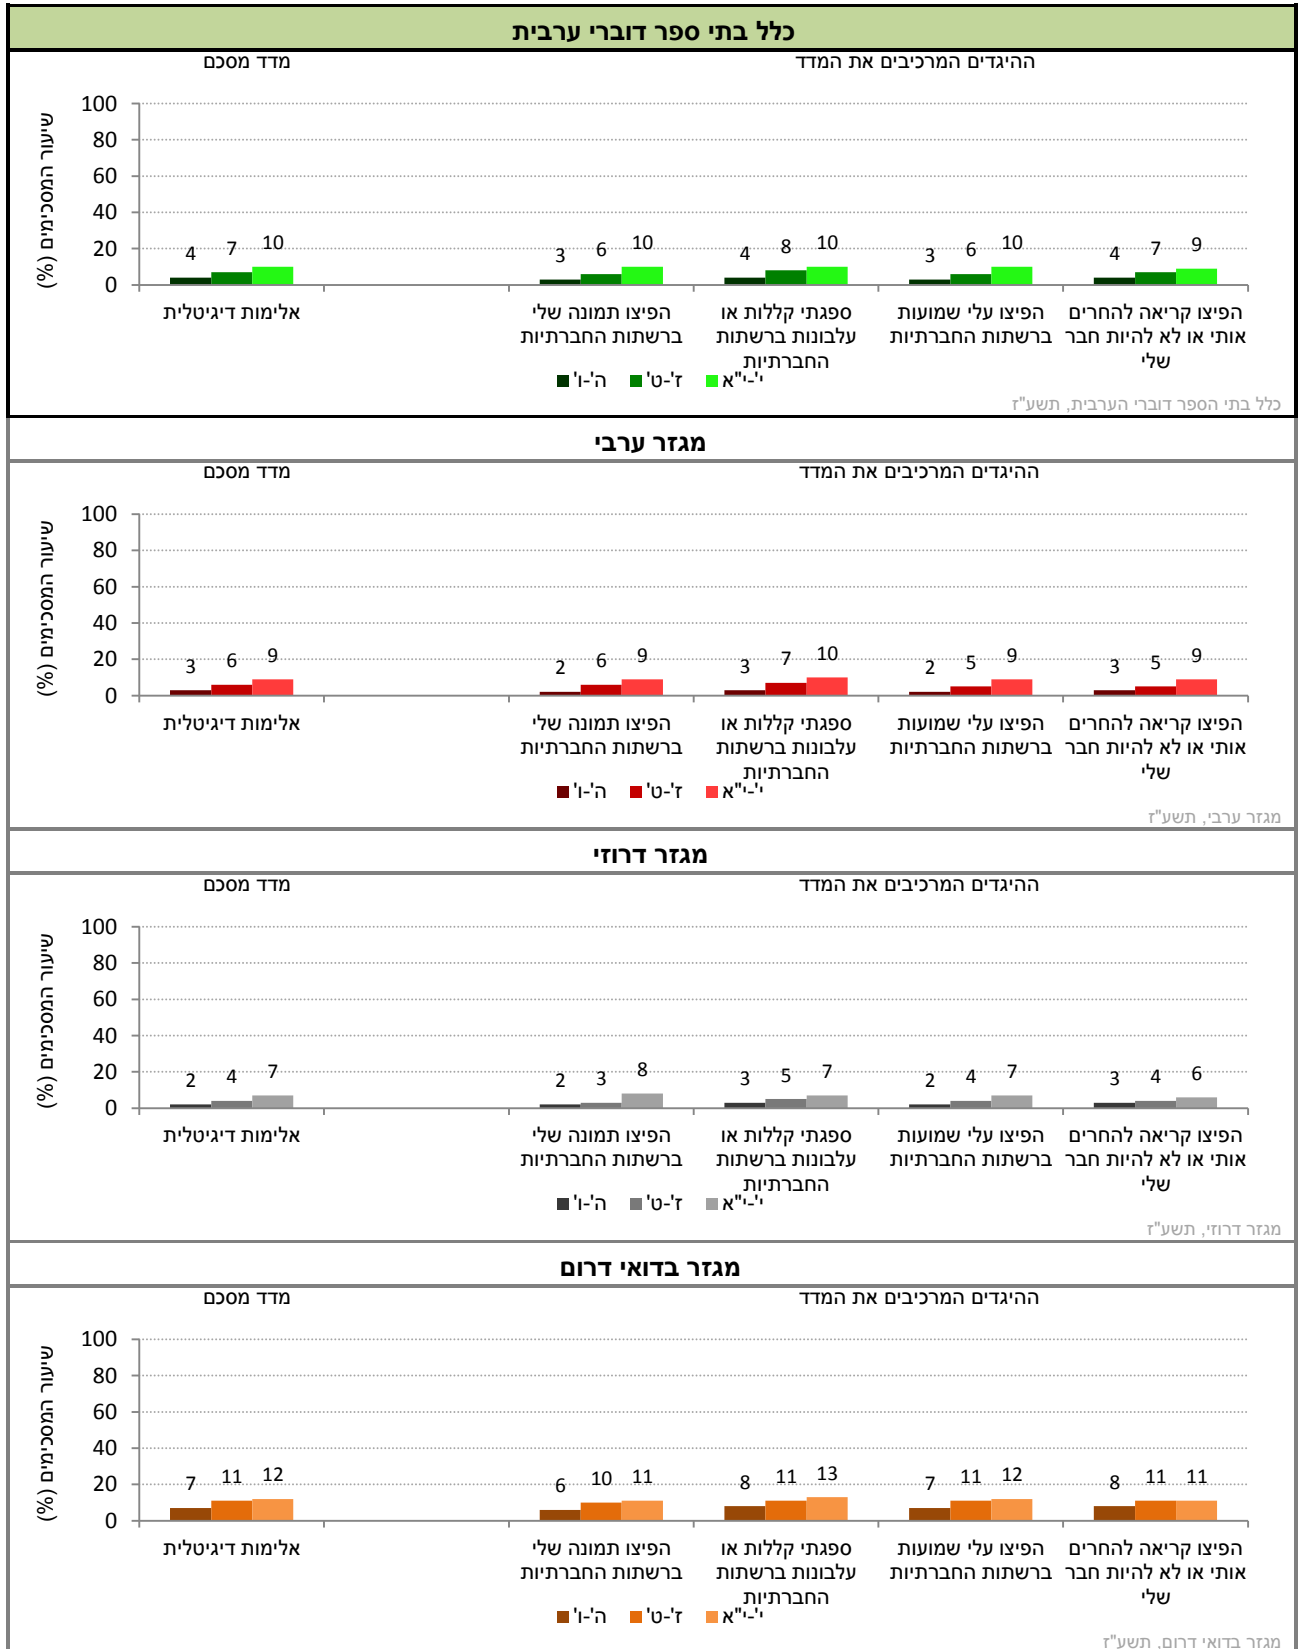 כלל בתי ספר דוברי ערבית
ההיגדים המרכיבים את המדד
מדד מסכם
שיעור המסכימים (%)
100
80
60
40
20
0
4 7 10
3 6 10
4 8 10
3 6 10
4 7 9
אלימות דיגיטלית
הפיצו תמונה שלי
ברשתות החברתיות
ספגתי קללות או
עלבונות ברשתות
החברתיות
הפיצו עלי שמועות
ברשתות החברתיות
הפיצו קריאה להחרים
אותי או לא להיות חבר
שלי
ה'-ו' ז'-ט' י'-י"א
כלל בתי הספר דוברי הערבית, תשע"ז
מגזר ערבי
ההיגדים המרכיבים את המדד
מדד מסכם
שיעור המסכימים (%)
100
80
60
40
20
0
3 6 9
2 6 9
3 7 10
2 5 9
3 5 9
אלימות דיגיטלית
הפיצו תמונה שלי
ברשתות החברתיות
ספגתי קללות או
עלבונות ברשתות
החברתיות
הפיצו עלי שמועות
ברשתות החברתיות
הפיצו קריאה להחרים
אותי או לא להיות חבר
שלי
ה'-ו' ז'-ט' י'-י"א
מגזר ערבי, תשע"ז
מגזר דרוזי
ההיגדים המרכיבים את המדד
מדד מסכם
שיעור המסכימים (%)
100
80
60
40
20
0
2 4 7
2 3 8
3 5 7
2 4 7
3 4 6
אלימות דיגיטלית
הפיצו תמונה שלי
ברשתות החברתיות
ספגתי קללות או
עלבונות ברשתות
החברתיות
הפיצו עלי שמועות
ברשתות החברתיות
הפיצו קריאה להחרים
אותי או לא להיות חבר
שלי
ה'-ו' ז'-ט' י'-י"א
מגזר דרוזי, תשע"ז
מגזר בדואי דרום
ההיגדים המרכיבים את המדד
מדד מסכם
שיעור המסכימים (%)
100
80
60
40
20
0
7 11 12
6 10 11
8 11 13
7 11 12
8 11 11
אלימות דיגיטלית
הפיצו תמונה שלי
ברשתות החברתיות
ספגתי קללות או
עלבונות ברשתות
החברתיות
הפיצו עלי שמועות
ברשתות החברתיות
הפיצו קריאה להחרים
אותי או לא להיות חבר
שלי
ה'-ו' ז'-ט' י'-י"א
מגזר בדואי דרום, תשע"ז